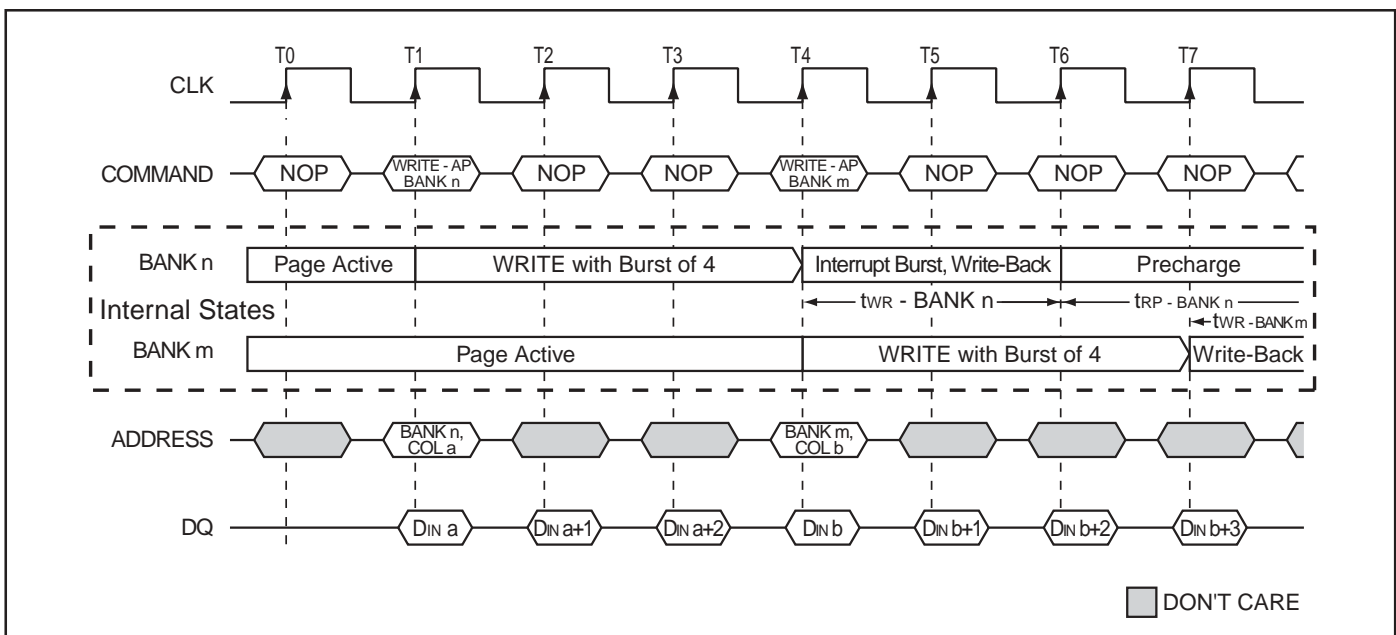 T0 T1 T2 T3 T4 T5 T6 T7
CLK
COMMAND NOP WRITE - AP BANK n NOP NOP WRITE - AP BANK m NOP NOP NOP
BANK n Page Active WRITE with Burst of 4 Interrupt Burst, Write-Back Precharge
tWR - BANK n tRP - BANK n
Internal States tWR - BANK m
BANK m Page Active WRITE with Burst of 4 Write-Back
ADDRESS BANK n, COL a BANK m, COL b
DQ DIN a DIN a+1 DIN a+2 DIN b DIN b+1 DIN b+2 DIN b+3
DON'T CARE